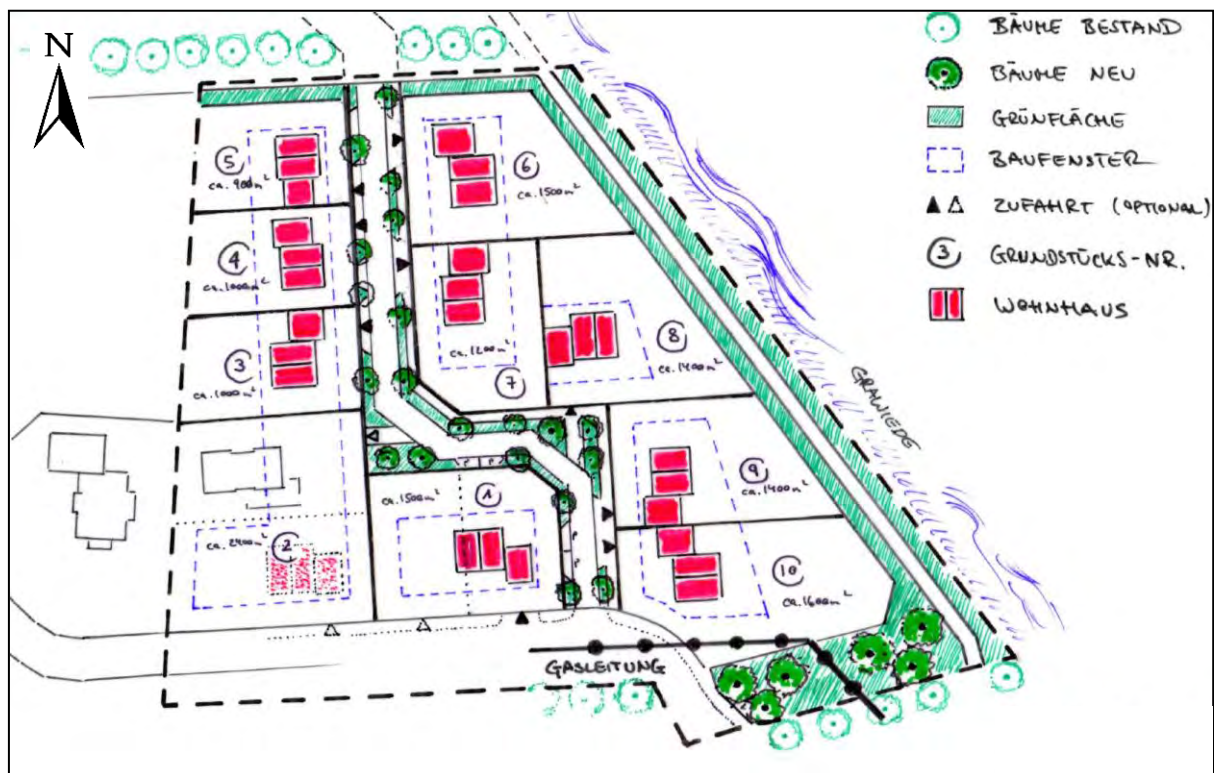 N
BÄUME BESTAND
BÄUME NEU
GRÜNFLÄCHE
BAUFENSTER
ZUFAHRT (OPTIONAL)
3 GRUNDSTÜCKS-NR.
WOHNHAUS
5
ca. 900m²
6
ca. 1500m²
4
ca. 1000m²
3
ca. 1000m²
ca. 1200m²
7
8
ca. 1400m²
GRAWIEDE
9
ca. 1400m²
ca. 1500m²
1
ca. 2400m²
2
10
ca. 1600m²
GASLEITUNG